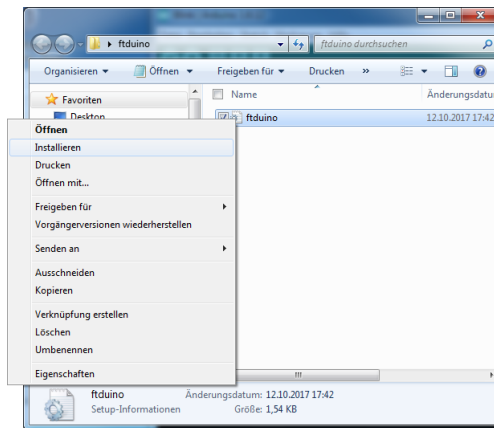 ftduino
ftduino durchsuchen
Organisieren
Öffnen
Freigeben für
Drucken
»
Favoriten
Desktop
Name
Änderungsdatu
ftduino
12.10.2017 17:42
Öffnen
Installieren
Drucken
Öffnen mit...
Freigeben für
Vorgängerversionen wiederherstellen
Senden an
Ausschneiden
Kopieren
Verknüpfung erstellen
Löschen
Umbenennen
Eigenschaften
ftduino
Änderungsdatum: 12.10.2017 17:42
Setup-Informationen
Größe: 1,54 KB